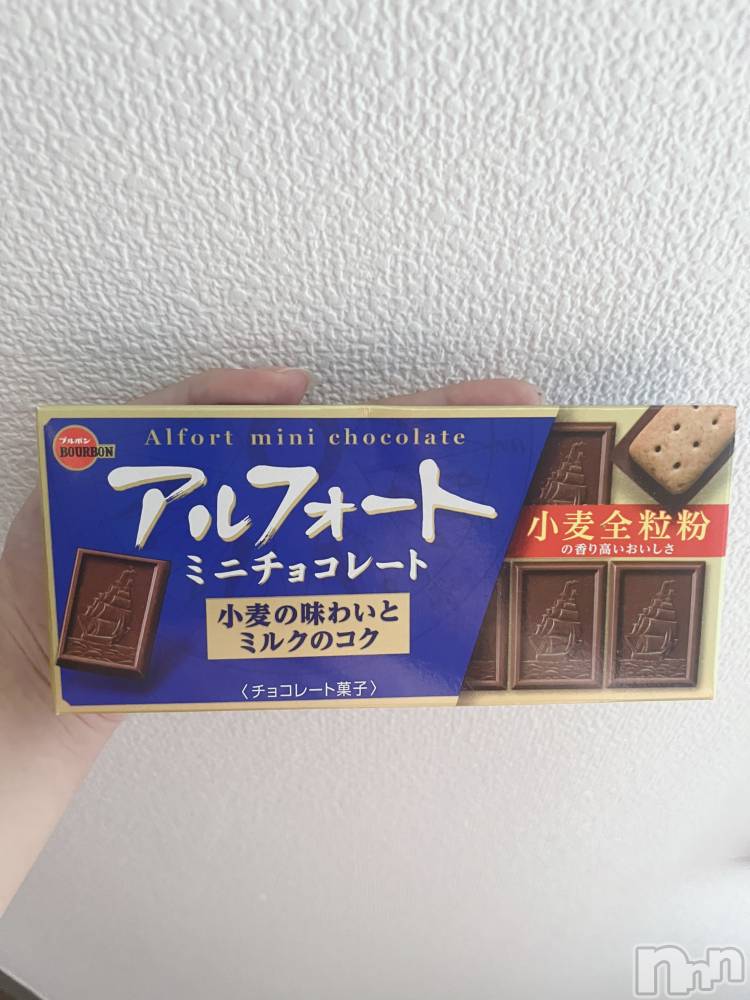 ブルボン
BOURBON
Alfort mini chocolate
アルフォート
ミニチョコレート
小麦の味わいと
ミルクのコク
〈チョコレート菓子〉
小麦全粒粉
の香り高いおいしさ
nnn